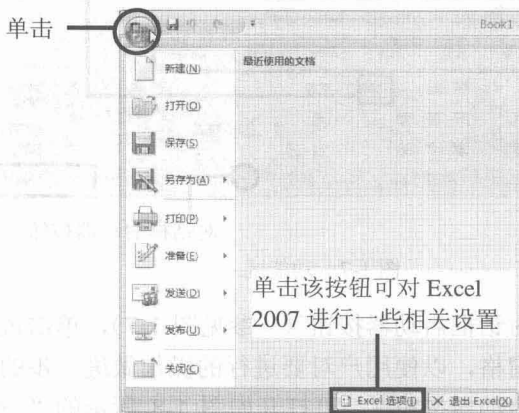 单击
Book1
最近使用的文档
新建(N)
打开(O)
保存(S)
另存为(A)
打印(P)
准备(E)
发送(D)
发布(U)
关闭(C)
单击该按钮可对 Excel
2007 进行一些相关设置
Excel 选项(I) 退出 Excel(X)